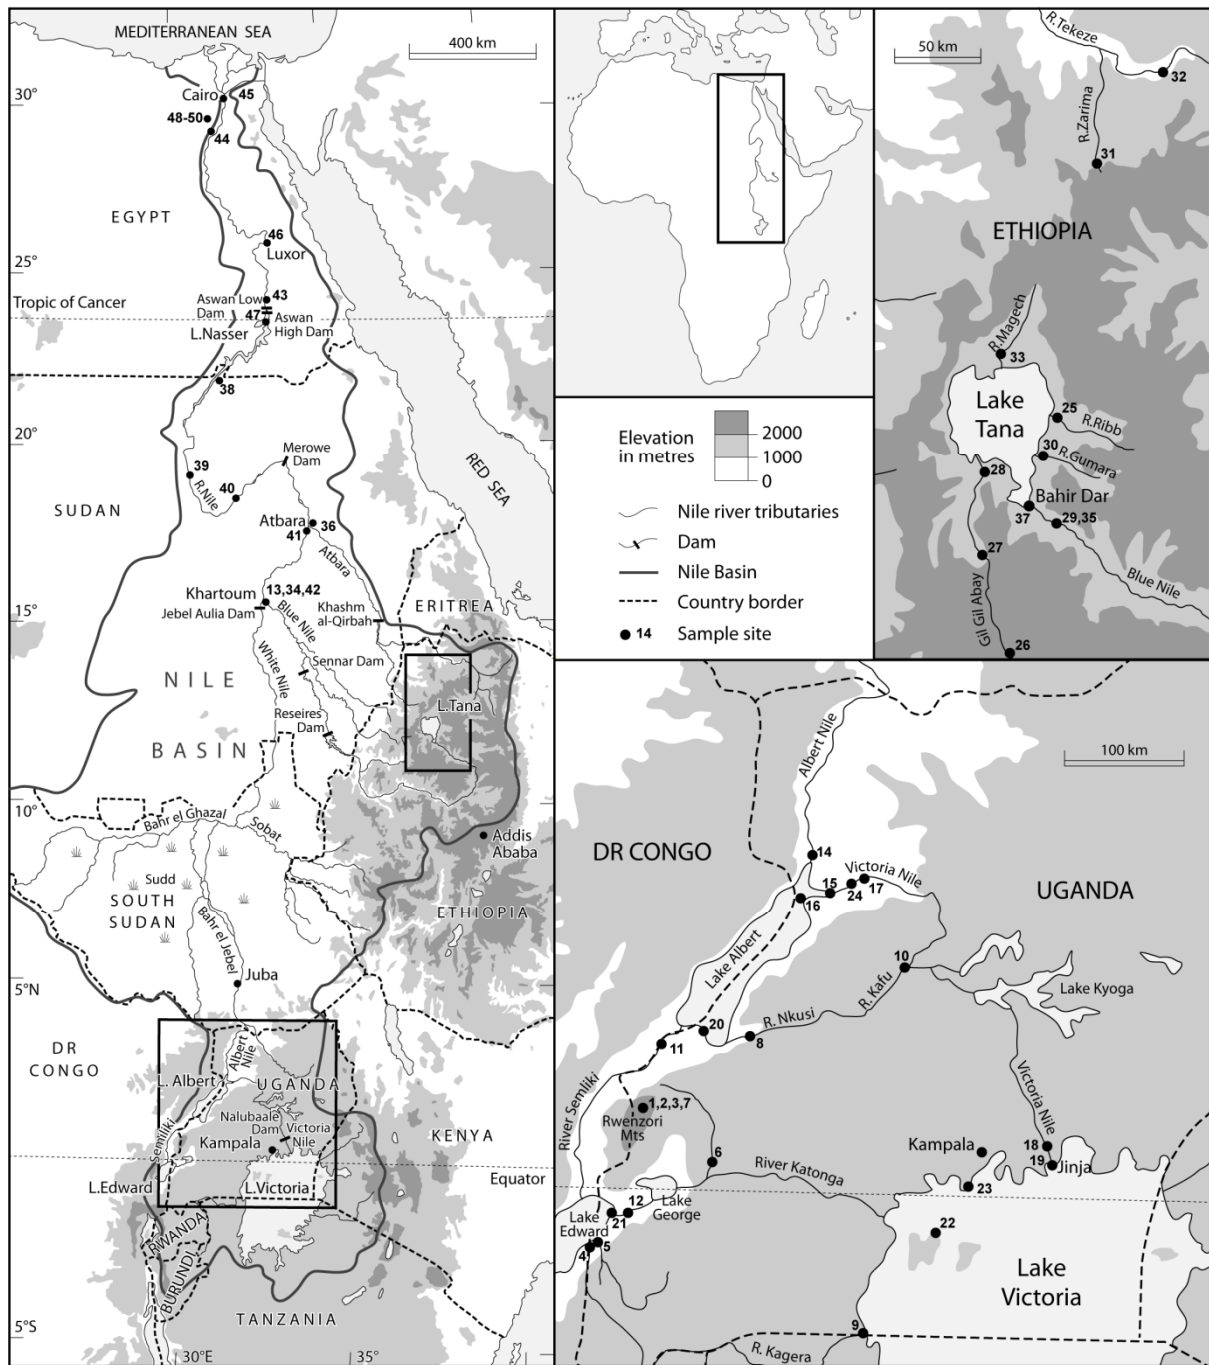 MEDITERRANEAN SEA
400 km
30°
Cairo
45
48-50
44
EGYPT
46
Luxor
25°
Tropic of Cancer
Aswan Low
Dam
43
47
Aswan
High Dam
L.Nasser
38
20°
Merowe
Dam
RED SEA
39
R.Nile
40
SUDAN
Atbara
36
41
Atbara
Khartoum
13,34,42
Jebel Aulia Dam
Blue Nile
Khashm
al-Qirbah
ERITREA
15°
White Nile
Sennar Dam
NILE
BASIN
L.Tana
Reseires
Dam
10°
Bahr el Ghazal
Sobat
Addis
Ababa
Sudd
SOUTH
SUDAN
ETHIOPIA
Bahr el Jebel
Juba
5°N
DR
CONGO
Albert
Nile
L. Albert
UGANDA
Nalubaale
Dam
Victoria
Nile
Kampala
KENYA
Semliki
Equator
L.Edward
L.Victoria
RWANDA
BURUNDI
TANZANIA
5°S
30°E
35°
Elevation
in metres
2000
1000
0
Nile river tributaries
Dam
Nile Basin
Country border
14
Sample site
50 km
R.Tekeze
32
R.Zarima
31
ETHIOPIA
R.Magech
33
Lake
Tana
25
R.Ribb
30
R.Gumara
28
Bahir Dar
37
29,35
27
Blue Nile
Gil Gil Abay
26
100 km
Albert Nile
DR CONGO
14
Victoria Nile
15
24
17
16
UGANDA
Lake Albert
10
R. Kafu
Lake Kyoga
20
R. Nkusi
8
11
River Semliki
Victoria Nile
1,2,3,7
Rwenzori
Mts
Kampala
18
19
Jinja
6
River Katonga
23
12
Lake
George
21
Lake
Edward
22
5
4
Lake
Victoria
9
R. Kagera